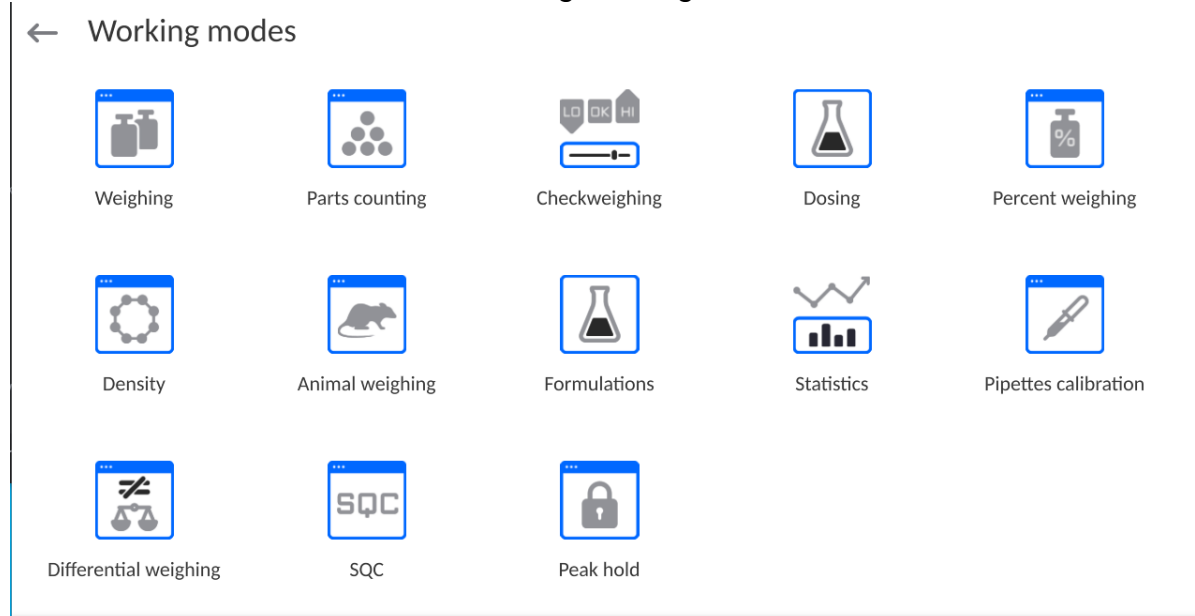 Working modes
LO OK HI
%
Weighing
Parts counting
Checkweighing
Dosing
Percent weighing
Density
Animal weighing
Formulations
Statistics
Pipettes calibration
SQC
Differential weighing
SQC
Peak hold